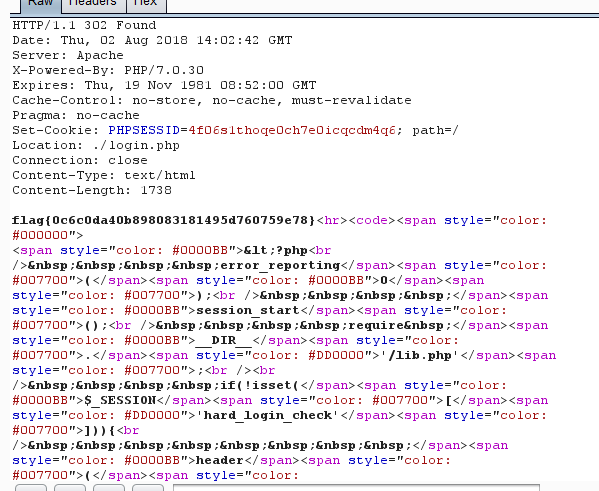 Raw Headers Hex
HTTP/1.1 302 Found
Date: Thu, 02 Aug 2018 14:02:42 GMT
Server: Apache
X-Powered-By: PHP/7.0.30
Expires: Thu, 19 Nov 1981 08:52:00 GMT
Cache-Control: no-store, no-cache, must-revalidate
Pragma: no-cache
Set-Cookie: PHPSESSID=4f06s1thoqe0ch7e0icqcdm4q6; path=/
Location: ./login.php
Connection: close
Content-Type: text/html
Content-Length: 1738
flag{0c6c0da40b898083181495d760759e78}<hr><code><span style="color:
#000000">
<span style="color: #0000BB">&lt;?php<br
/>&nbsp;&nbsp;&nbsp;&nbsp;error_reporting</span><span style="color:
#007700">(</span><span style="color: #0000BB">0</span><span
style="color: #007700">);<br />&nbsp;&nbsp;&nbsp;&nbsp;</span><span
style="color: #0000BB">session_start</span><span style="color:
#007700">();<br />&nbsp;&nbsp;&nbsp;&nbsp;require&nbsp;</span><span
style="color: #0000BB">__DIR__</span><span style="color:
#007700">.</span><span style="color: #DD0000">'/lib.php'</span><span
style="color: #007700">;<br /><br
/>&nbsp;&nbsp;&nbsp;&nbsp;if(!isset(</span><span style="color:
#0000BB">$_SESSION</span><span style="color: #007700">[</span><span
style="color: #DD0000">'hard_login_check'</span><span style="color:
#007700">])){<br
/>&nbsp;&nbsp;&nbsp;&nbsp;&nbsp;&nbsp;&nbsp;&nbsp;</span><span
style="color: #0000BB">header</span><span style="color:
#007700">(</span><span style="color: